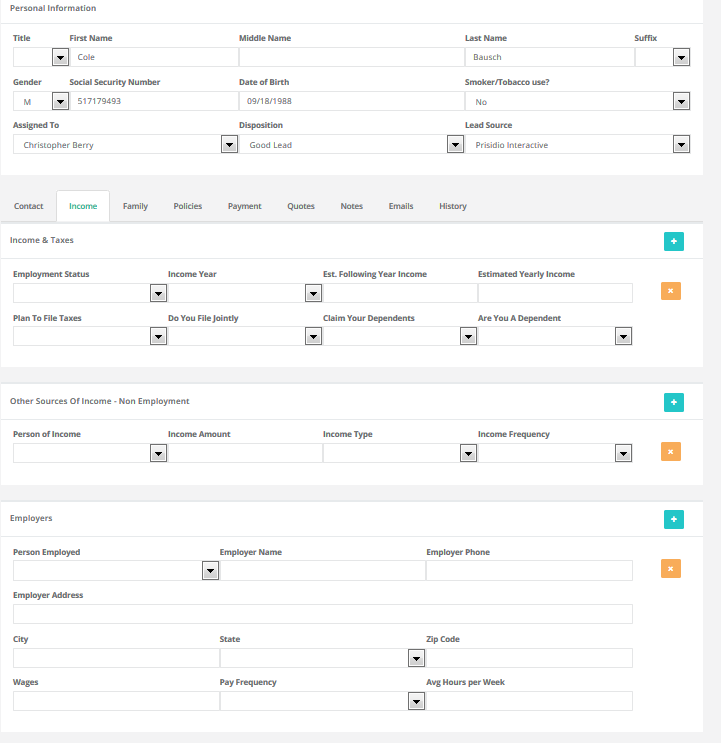 Personal Information
Title First Name Middle Name Last Name Suffix
Cole Bausch
Gender Social Security Number Date of Birth Smoker/Tobacco use?
M 517179493 09/18/1988 No
Assigned To Disposition Lead Source
Christopher Berry Good Lead Prisidio Interactive
Contact Income Family Policies Payment Quotes Notes Emails History
Income & Taxes
Employment Status Income Year Est. Following Year Income Estimated Yearly Income
Plan To File Taxes Do You File Jointly Claim Your Dependents Are You A Dependent
Other Sources Of Income - Non Employment
Person of Income Income Amount Income Type Income Frequency
Employers
Person Employed Employer Name Employer Phone
Employer Address
City State Zip Code
Wages Pay Frequency Avg Hours per Week